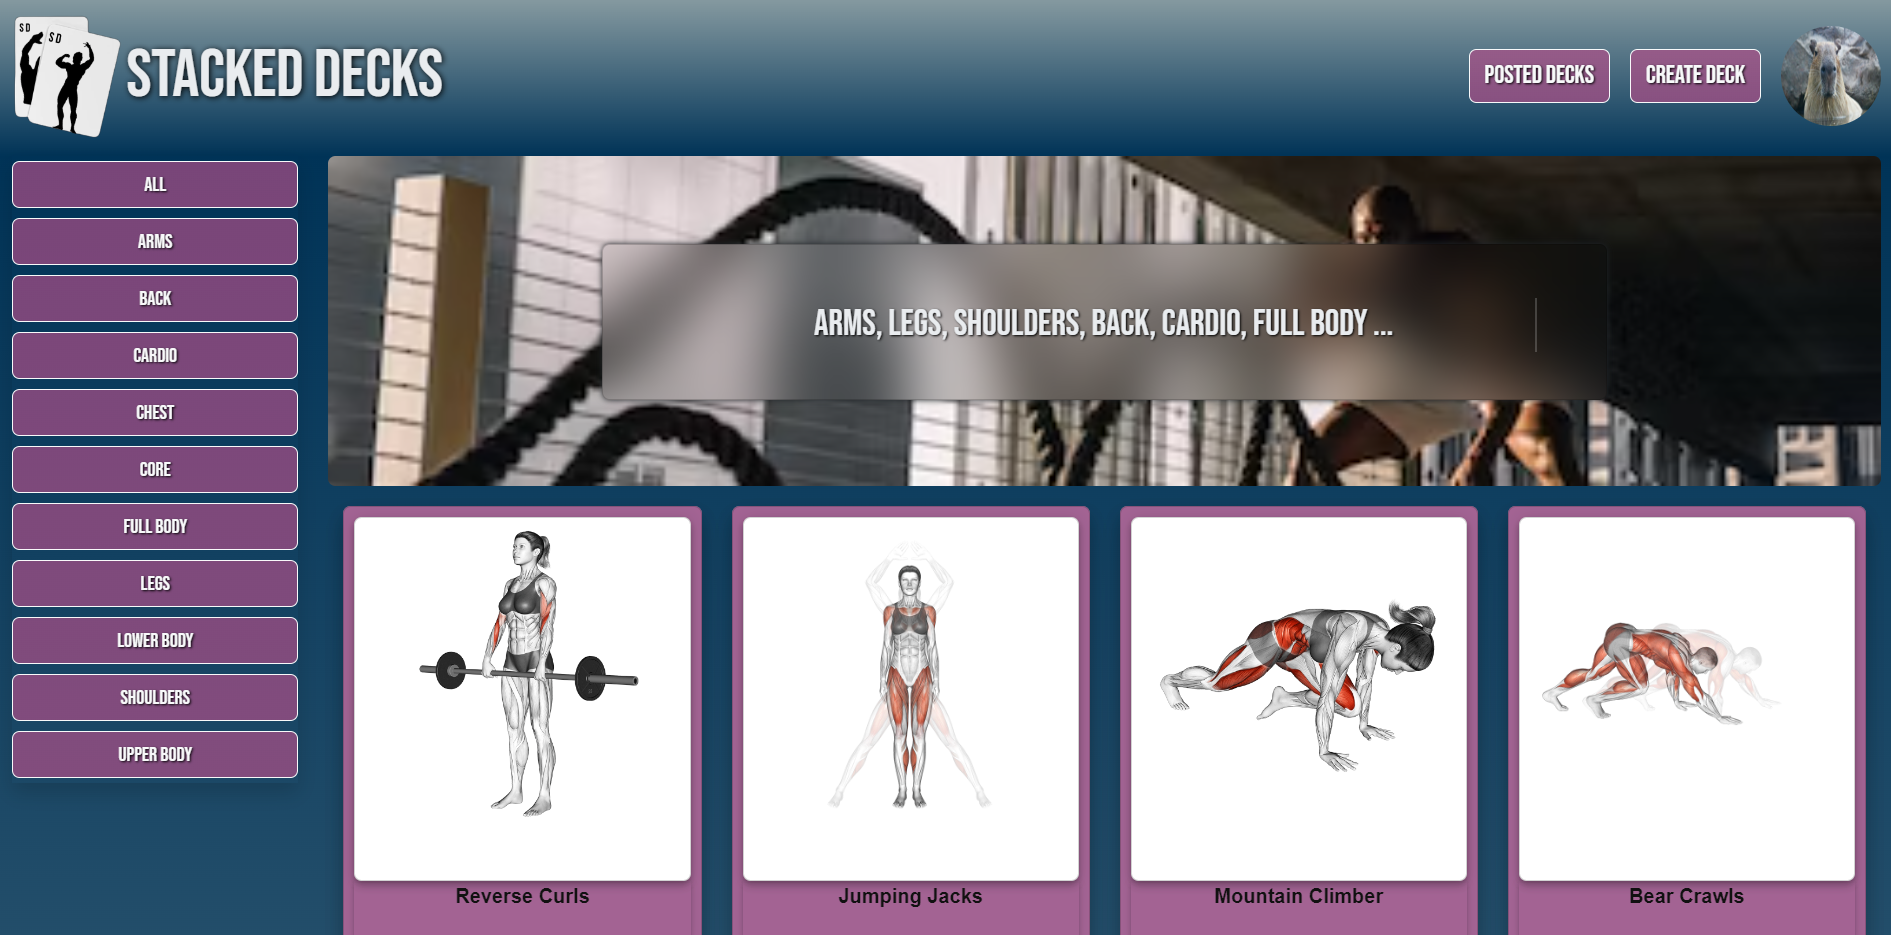 SD
SD
STACKED DECKS
POSTED DECKS
CREATE DECK
ALL
ARMS
BACK
CARDIO
CHEST
CORE
FULL BODY
LEGS
LOWER BODY
SHOULDERS
UPPER BODY
ARMS, LEGS, SHOULDERS, BACK, CARDIO, FULL BODY ...
Reverse Curls
Jumping Jacks
Mountain Climber
Bear Crawls